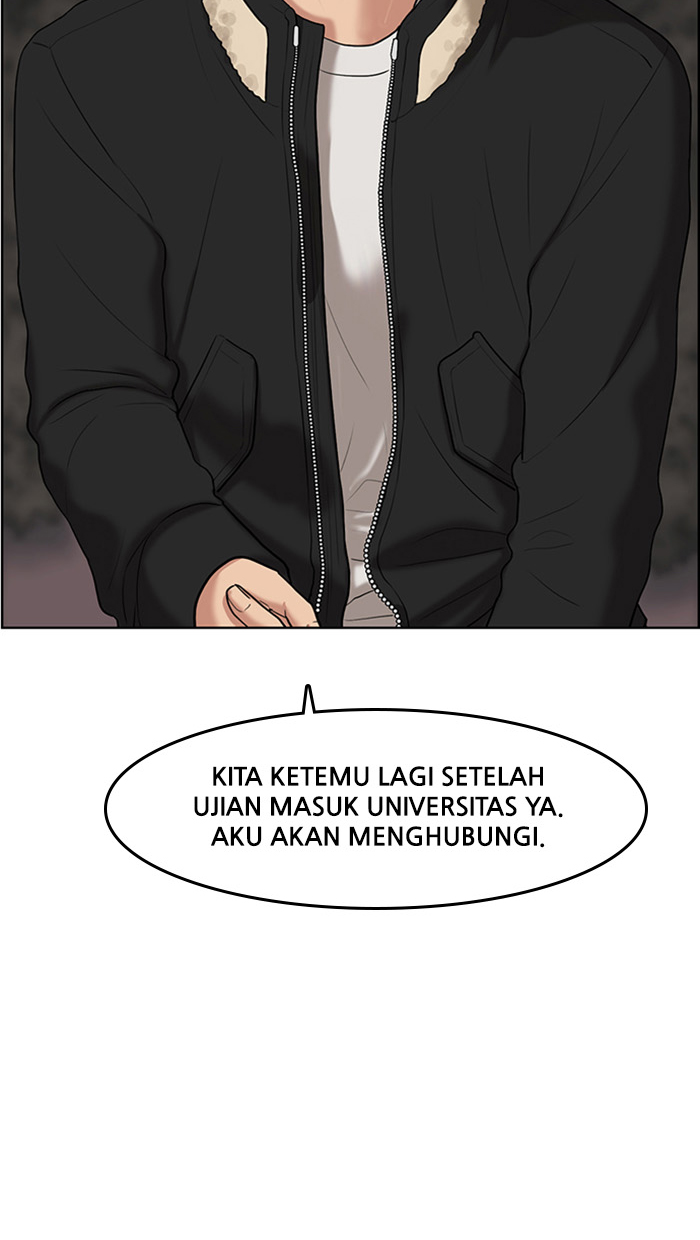 KITA KETEMU LAGI SETELAH
UJIAN MASUK UNIVERSITAS YA.
AKU AKAN MENGHUBUNGI.